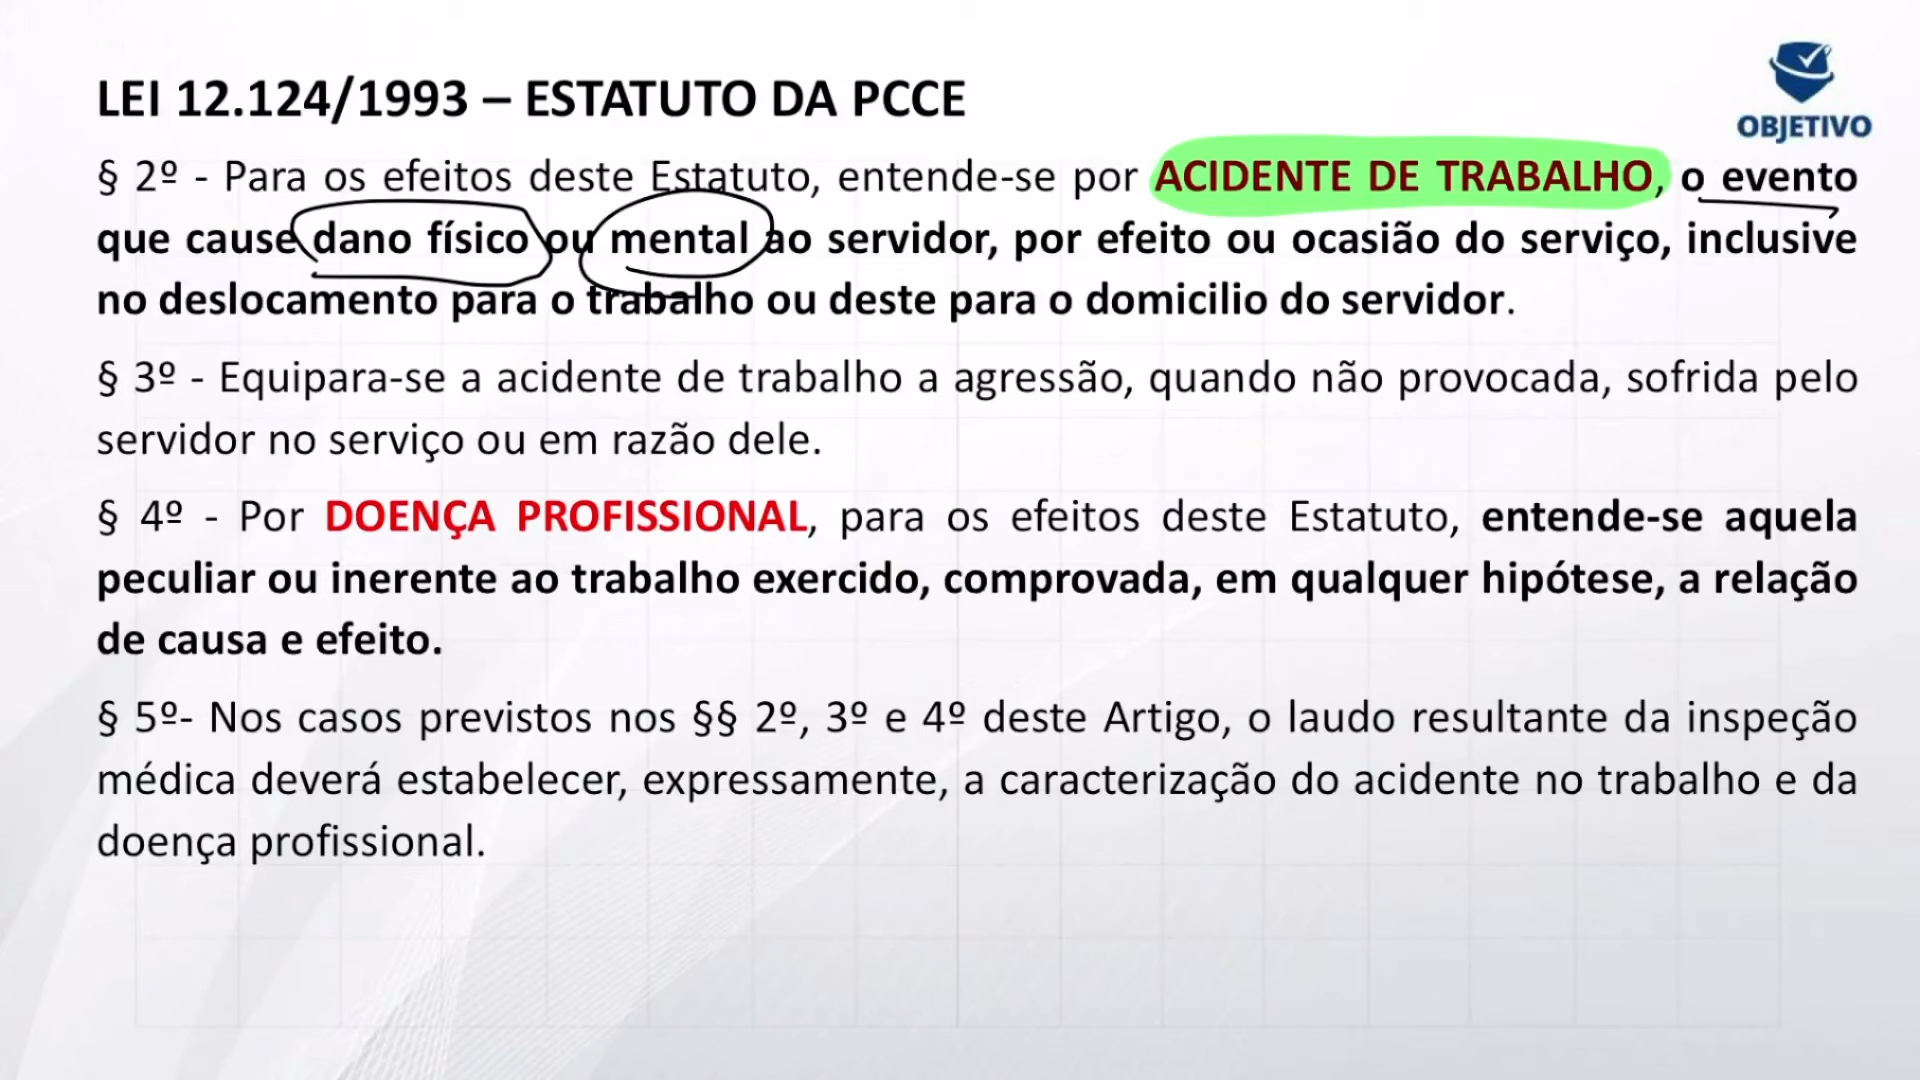 LEI 12.124/1993 – ESTATUTO DA PCCE
OBJETIVO
§ 2º - Para os efeitos deste Estatuto, entende-se por ACIDENTE DE TRABALHO, o evento
que cause dano físico ou mental ao servidor, por efeito ou ocasião do serviço, inclusive
no deslocamento para o trabalho ou deste para o domicilio do servidor.
§ 3º - Equipara-se a acidente de trabalho a agressão, quando não provocada, sofrida pelo
servidor no serviço ou em razão dele.
§ 4º - Por DOENÇA PROFISSIONAL, para os efeitos deste Estatuto, entende-se aquela
peculiar ou inerente ao trabalho exercido, comprovada, em qualquer hipótese, a relação
de causa e efeito.
§ 5º- Nos casos previstos nos §§ 2º, 3º e 4º deste Artigo, o laudo resultante da inspeção
médica deverá estabelecer, expressamente, a caracterização do acidente no trabalho e da
doença profissional.